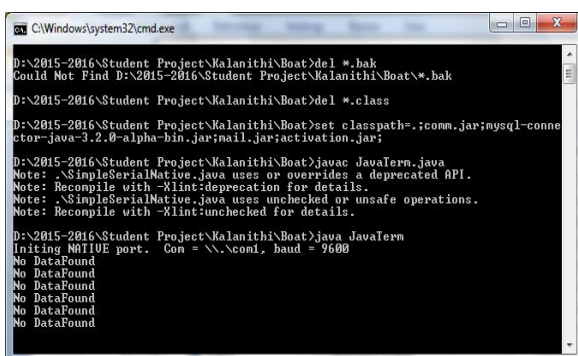 C:\Windows\system32\cmd.exe
D:\2015-2016\Student Project\Kalanithi\Boat>del *.bak
Could Not Find D:\2015-2016\Student Project\Kalanithi\Boat\*.bak
D:\2015-2016\Student Project\Kalanithi\Boat>del *.class
D:\2015-2016\Student Project\Kalanithi\Boat>set classpath=.;comm.jar;mysql-conne
ctor-java-3.2.0-alpha-bin.jar;mail.jar;activation.jar;
D:\2015-2016\Student Project\Kalanithi\Boat>javac JavaTerm.java
Note: .\SimpleSerialNative.java uses or overrides a deprecated API.
Note: Recompile with -Xlint:deprecation for details.
Note: .\SimpleSerialNative.java uses unchecked or unsafe operations.
Note: Recompile with -Xlint:unchecked for details.
D:\2015-2016\Student Project\Kalanithi\Boat>java JavaTerm
Initing NATIVE port.  Com = \\.\com1, baud = 9600
No DataFound
No DataFound
No DataFound
No DataFound
No DataFound
No DataFound